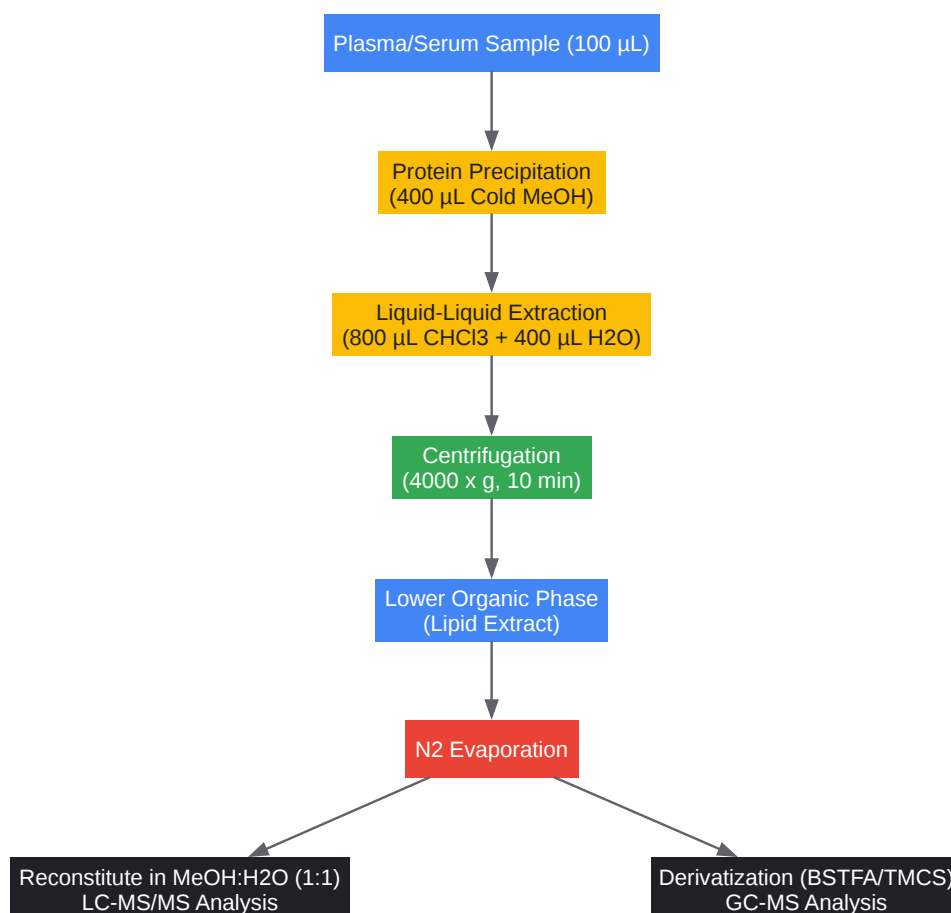 Plasma/Serum Sample (100 µL)
Protein Precipitation
(400 µL Cold MeOH)
Liquid-Liquid Extraction
(800 µL CHCl3 + 400 µL H2O)
Centrifugation
(4000 x g, 10 min)
Lower Organic Phase
(Lipid Extract)
N2 Evaporation
Reconstitute in MeOH:H2O (1:1)
LC-MS/MS Analysis
Derivatization (BSTFA/TMCS)
GC-MS Analysis